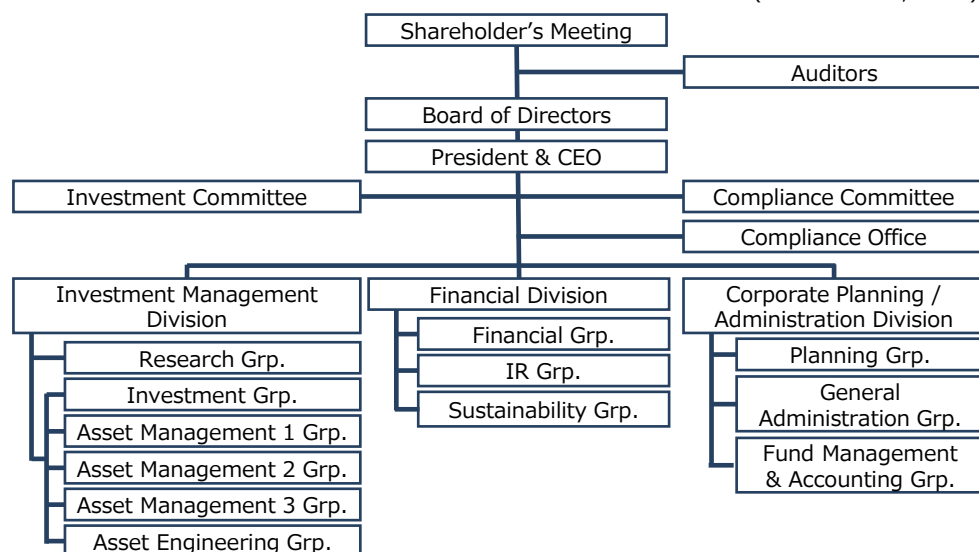 Shareholder's Meeting
Auditors
Board of Directors
President & CEO
Investment Committee
Compliance Committee
Compliance Office
Investment Management
Division
Research Grp.
Investment Grp.
Asset Management 1 Grp.
Asset Management 2 Grp.
Asset Management 3 Grp.
Asset Engineering Grp.
Financial Division
Financial Grp.
IR Grp.
Sustainability Grp.
Corporate Planning /
Administration Division
Planning Grp.
General
Administration Grp.
Fund Management
& Accounting Grp.